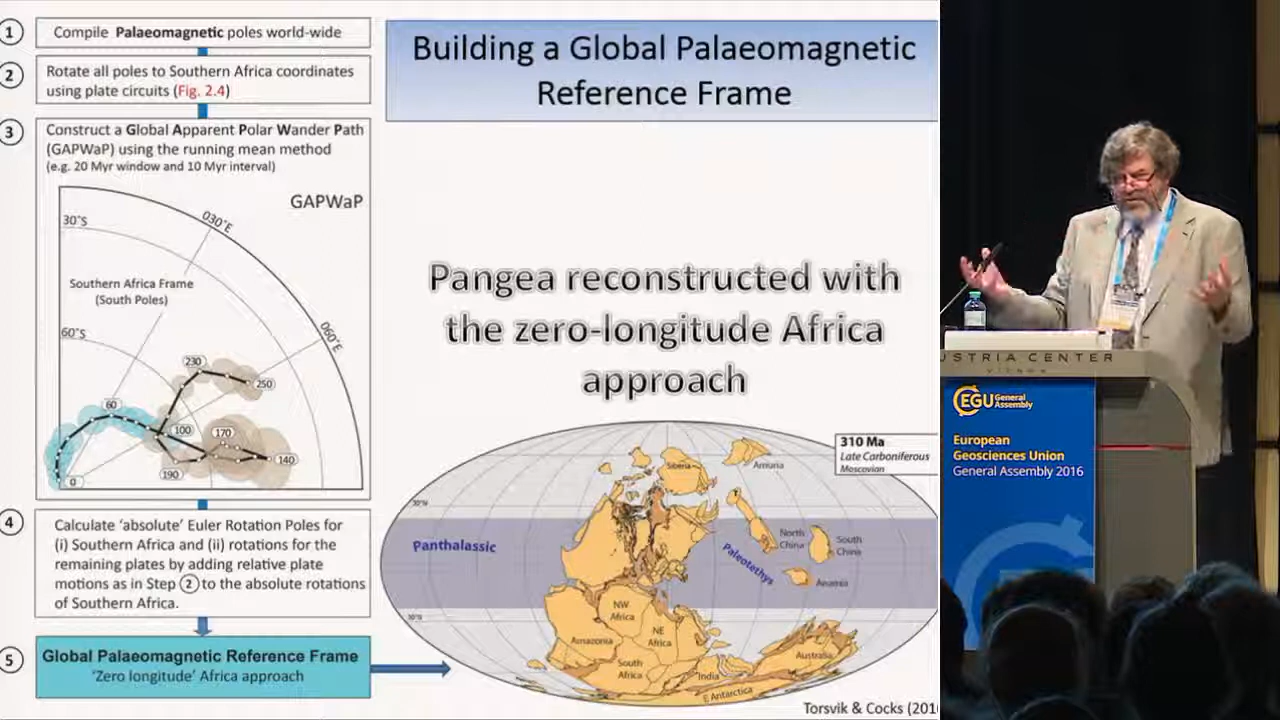 1 Compile Palaeomagnetic poles world-wide
2 Rotate all poles to Southern Africa coordinates
using plate circuits (Fig. 2.4)
3 Construct a Global Apparent Polar Wander Path
(GAPWaP) using the running mean method
(e.g. 20 Myr window and 10 Myr interval)
GAPWaP
30°S
030°E
Southern Africa Frame
(South Poles)
60°S
060°E
230
250
60
100
170
190
140
0
4 Calculate ‘absolute’ Euler Rotation Poles for
(i) Southern Africa and (ii) rotations for the
remaining plates by adding relative plate
motions as in Step 2 to the absolute rotations
of Southern Africa.
5 Global Palaeomagnetic Reference Frame
‘Zero longitude’ Africa approach
Building a Global Palaeomagnetic
Reference Frame
Pangea reconstructed with
the zero-longitude Africa
approach
310 Ma
Late Carboniferous
Moscovian
Siberia
Amuria
30°N
Panthalassic
Paleotethys
North
China
South
China
Annamia
30°S
NW
Africa
NE
Africa
Amazonia
South
Africa
India
Australia
E Antarctica
Torsvik & Cocks (201
USTRIA CENTER
VIENNA
EGU General
Assembly
European
Geosciences Union
General Assembly 2016